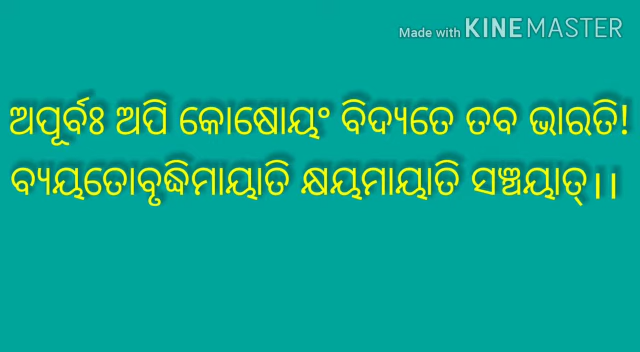 Made with KINEMASTER
ଅପୂର୍ବଃ ଅପି କୋଷୋୟଂ ବିଦ୍ୟତେ ତବ ଭାରତି!
ବ୍ୟୟତୋବୃଦ୍ଧିମାୟାତି କ୍ଷୟମାୟାତି ସଞ୍ଚୟାତ୍।।